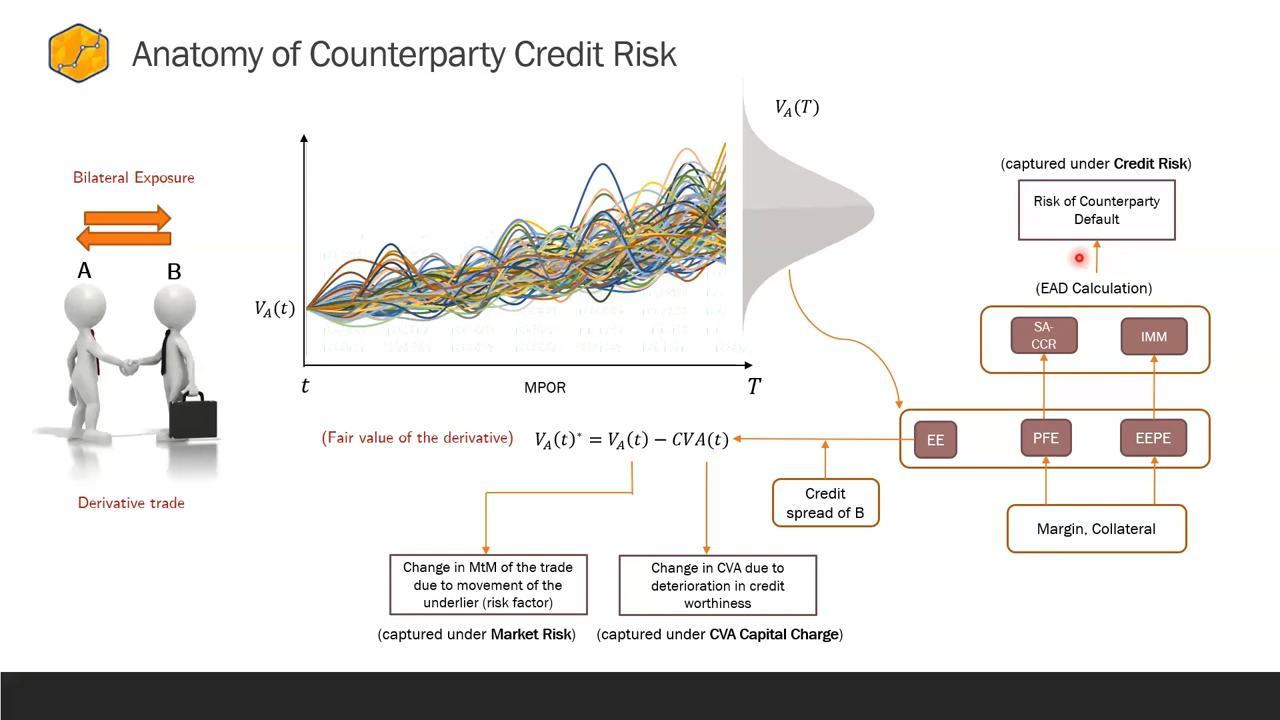 Anatomy of Counterparty Credit Risk
Bilateral Exposure
A
B
Derivative trade
V_A(t)
t
MPOR
T
V_A(T)
(captured under Credit Risk)
Risk of Counterparty
Default
(EAD Calculation)
SA-
CCR
IMM
EE
PFE
EEPE
Margin, Collateral
(Fair value of the derivative)
V_A(t)* = V_A(t) − CVA(t)
Credit
spread of B
Change in MtM of the trade
due to movement of the
underlier (risk factor)
(captured under Market Risk)
Change in CVA due to
deterioration in credit
worthiness
(captured under CVA Capital Charge)